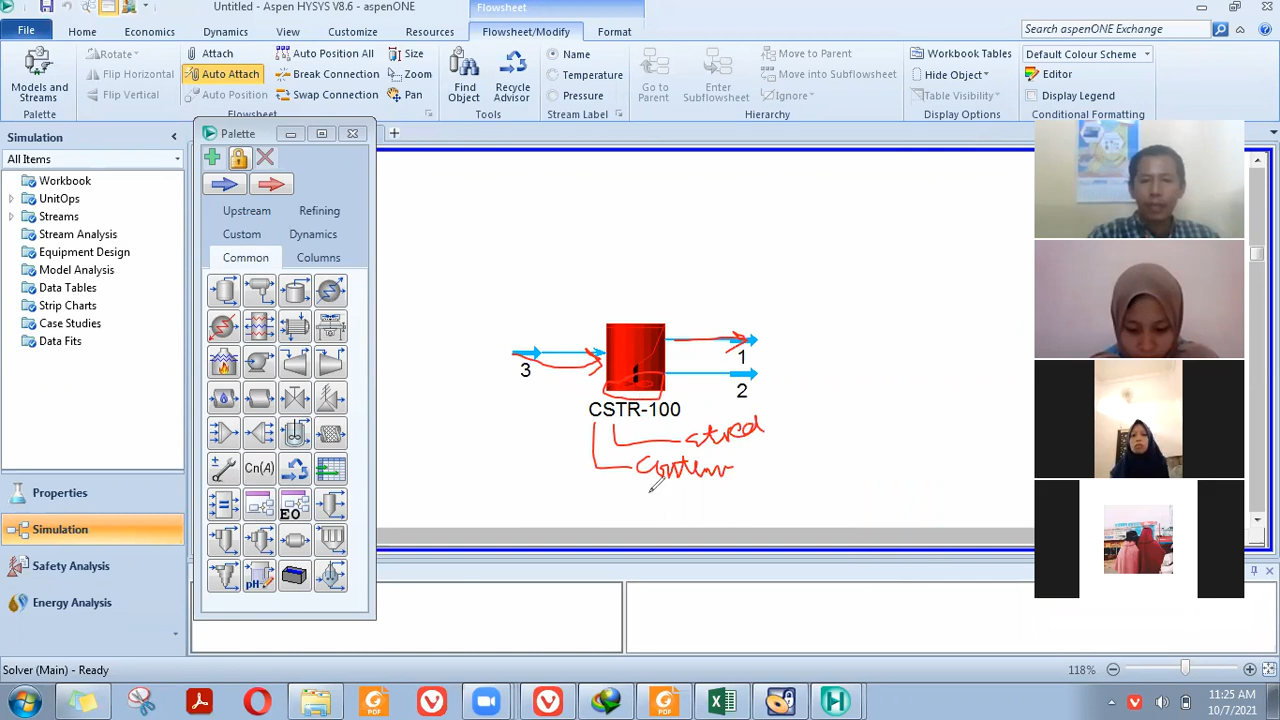 Untitled - Aspen HYSYS V8.6 - aspenONE
Flowsheet
File
Home
Economics
Dynamics
View
Customize
Resources
Flowsheet/Modify
Format
Search aspenONE Exchange
Models and Streams
Palette
Rotate
Flip Horizontal
Flip Vertical
Attach
Auto Attach
Auto Position
Auto Position All
Break Connection
Swap Connection
Size
Zoom
Pan
Flowsheet
Find Object
Recycle Advisor
Tools
Name
Temperature
Pressure
Stream Label
Go to Parent
Enter Subflowsheet
Move to Parent
Move into Subflowsheet
Ignore
Hierarchy
Workbook Tables
Hide Object
Table Visibility
Display Options
Default Colour Scheme
Editor
Display Legend
Conditional Formatting
Simulation
All Items
Workbook
UnitOps
Streams
Stream Analysis
Equipment Design
Model Analysis
Data Tables
Strip Charts
Case Studies
Data Fits
Properties
Simulation
Safety Analysis
Energy Analysis
Palette
Upstream
Refining
Custom
Dynamics
Common
Columns
Cn(A)
EO
pH
3
1
2
CSTR-100
Solver (Main) - Ready
118%
11:25 AM
10/7/2021